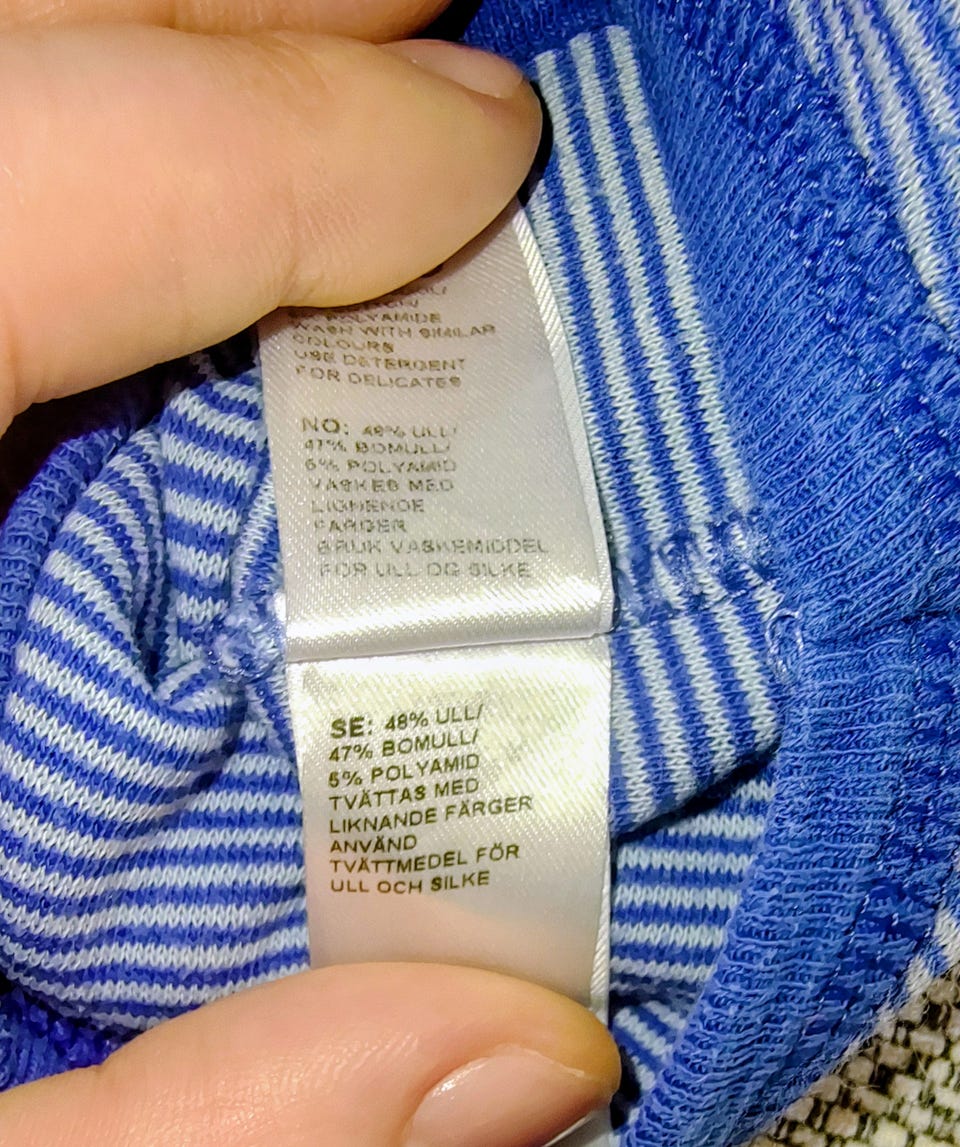 POLYAMIDE
WASH WITH SIMILAR
COLOURS
USE DETERGENT
FOR DELICATES
NO: 48% ULL/
47% BOMULL/
5% POLYAMID
VASKES MED
LIGNENDE
FARGER
BRUK VASKEMIDDEL
FOR ULL OG SILKE
SE: 48% ULL/
47% BOMULL/
5% POLYAMID
TVÄTTAS MED
LIKNANDE FÄRGER
ANVÄND
TVÄTTMEDEL FÖR
ULL OCH SILKE